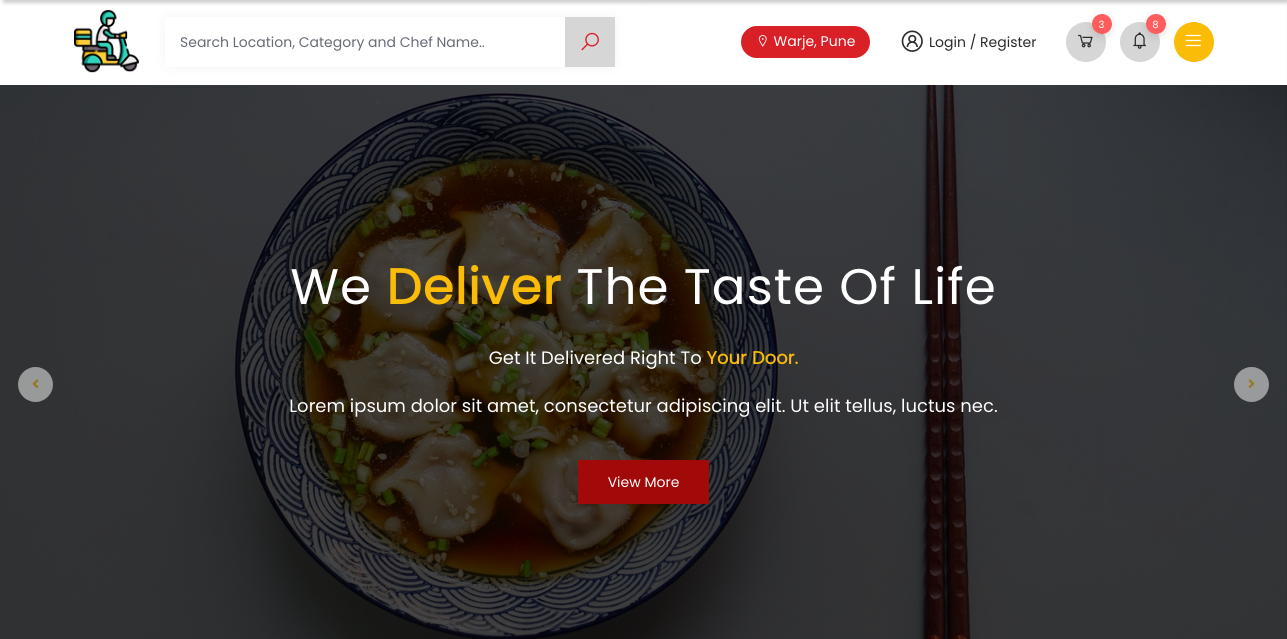 Search Location, Category and Chef Name..
Warje, Pune
Login / Register
3
8
We Deliver The Taste Of Life
Get It Delivered Right To Your Door.
Lorem ipsum dolor sit amet, consectetur adipiscing elit. Ut elit tellus, luctus nec.
View More